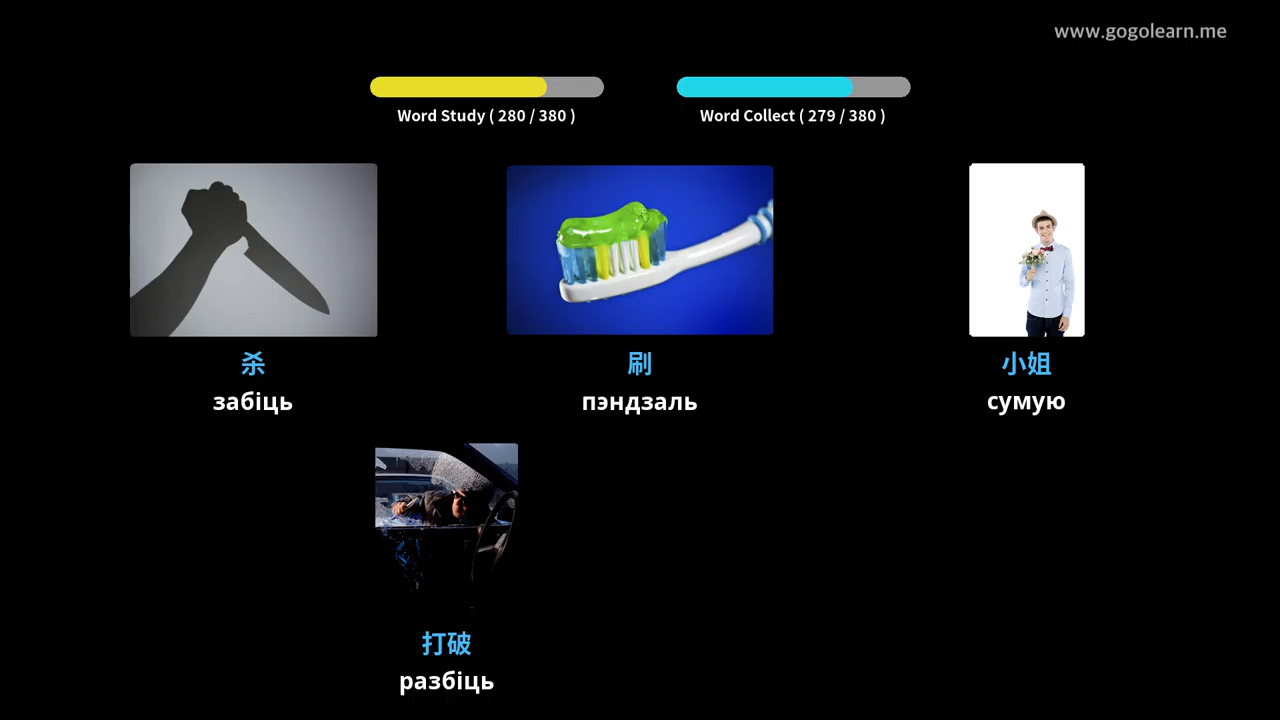 www.gogolearn.me
Word Study ( 280 / 380 )
Word Collect ( 279 / 380 )
杀
забіць
刷
пэндзаль
小姐
сумую
打破
разбіць